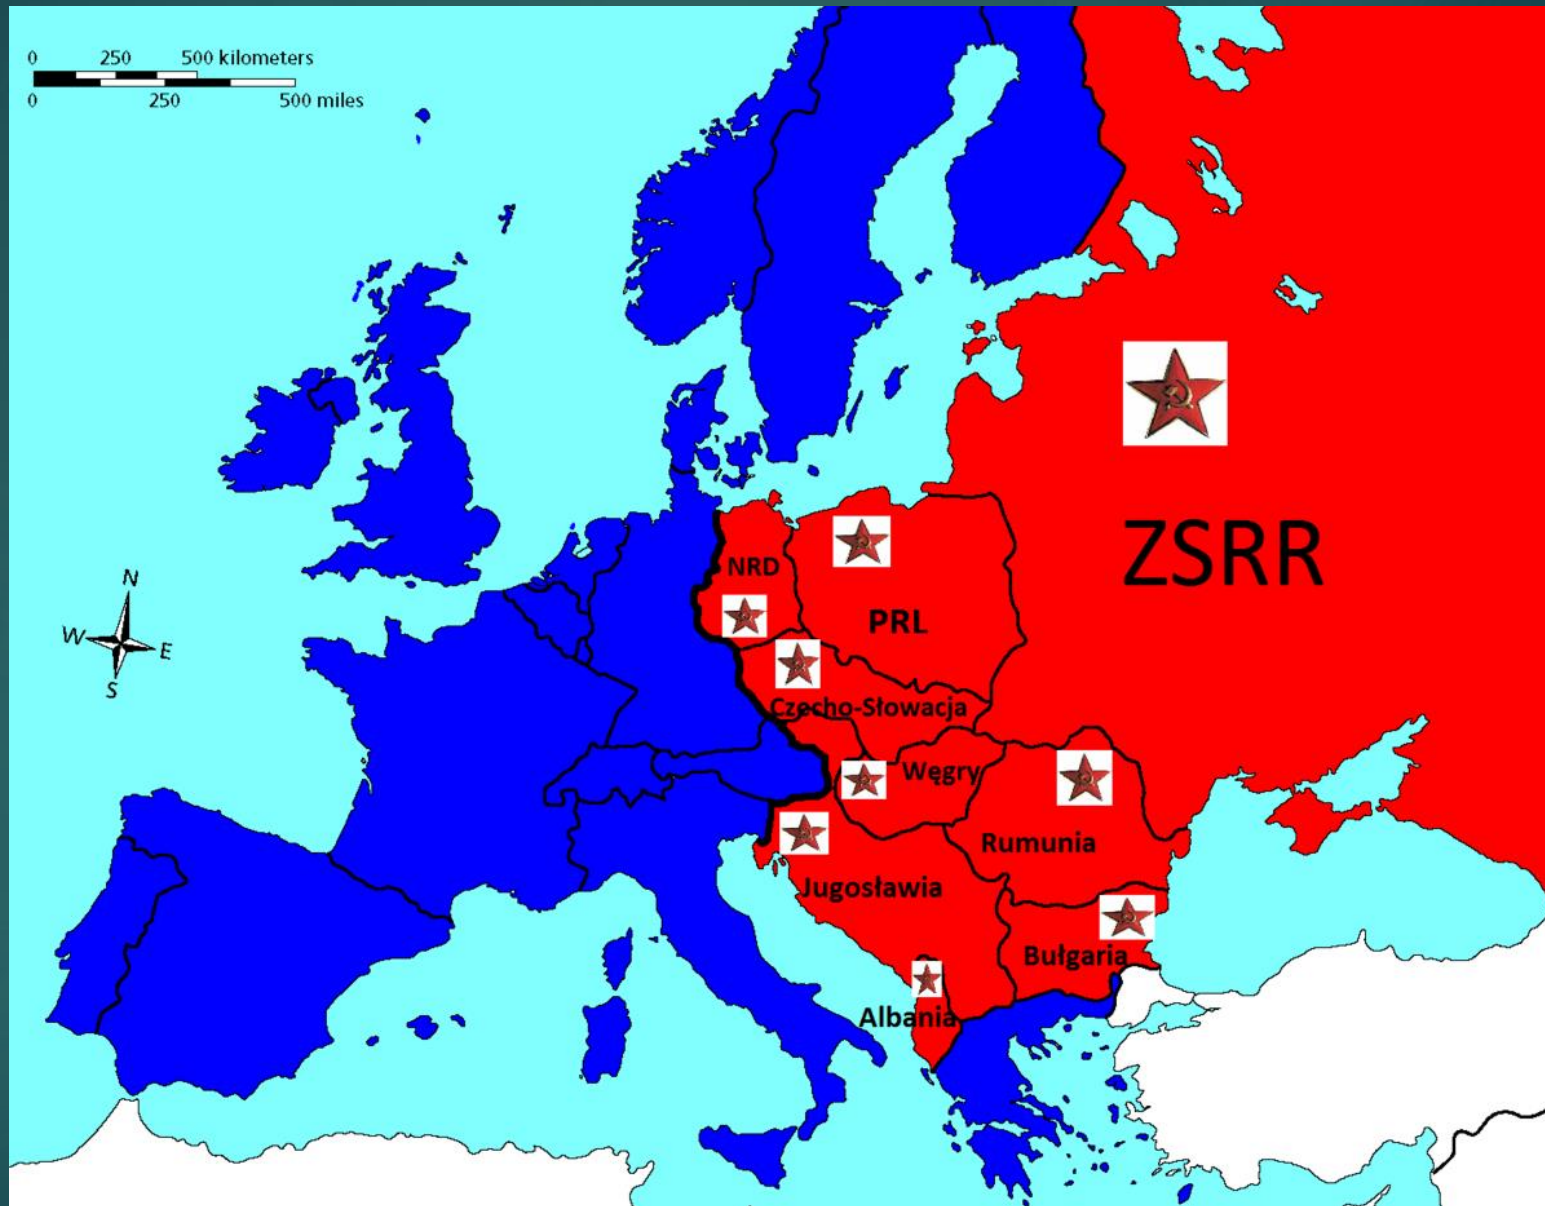 0 250 500 kilometers
0 250 500 miles
ZSRR
NRD
PRL
N
W E
S
Czecho-Słowacja
Węgry
Rumunia
Jugosławia
Bułgaria
Albania